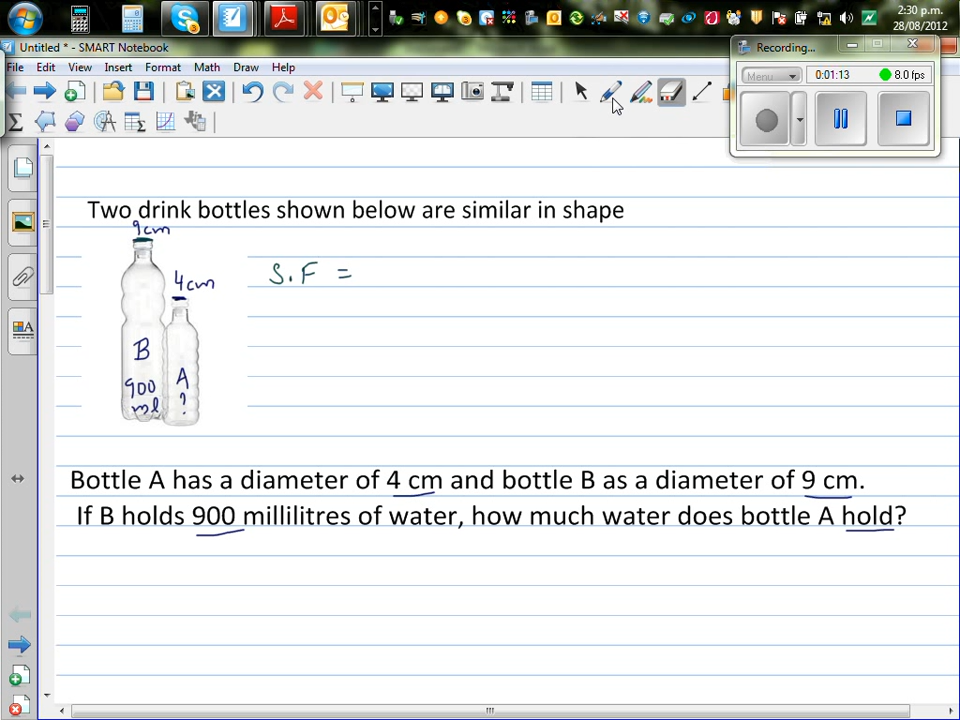 2:30 p.m.
28/08/2012
Untitled * - SMART Notebook
Recording...
File Edit View Insert Format Math Draw Help
Menu
0:01:13
8.0 fps
Two drink bottles shown below are similar in shape
9cm
4cm
S.F =
B
900
ml
A
?
Bottle A has a diameter of 4 cm and bottle B as a diameter of 9 cm.
If B holds 900 millilitres of water, how much water does bottle A hold?